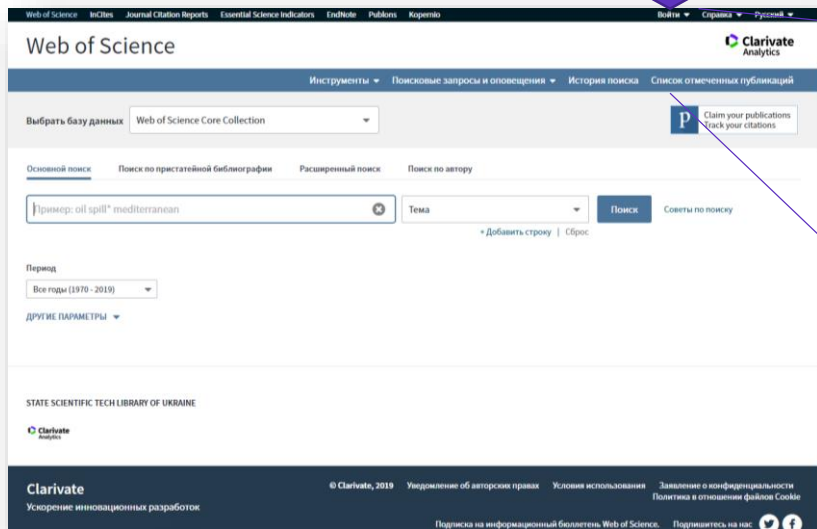 Web of Science InCites Journal Citation Reports Essential Science Indicators EndNote Publons Kopernio Войти Справка Русский
Web of Science
Clarivate
Analytics
Инструменты Поисковые запросы и оповещения История поиска Список отмеченных публикаций
Выбрать базу данных Web of Science Core Collection
p Claim your publications
Track your citations
Основной поиск Поиск по пристатейной библиографии Расширенный поиск Поиск по автору
Пример: oil spill* mediterranean Тема Поиск Советы по поиску
+ Добавить строку | Сброс
Период
Все годы (1970 - 2019)
ДРУГИЕ ПАРАМЕТРЫ
STATE SCIENTIFIC TECH LIBRARY OF UKRAINE
Clarivate
Analytics
Clarivate
Ускорение инновационных разработок
© Clarivate, 2019 Уведомление об авторских правах Условия использования Заявление о конфиденциальности
Политика в отношении файлов Cookie
Подписка на информационный бюллетень Web of Science. Подпишитесь на нас